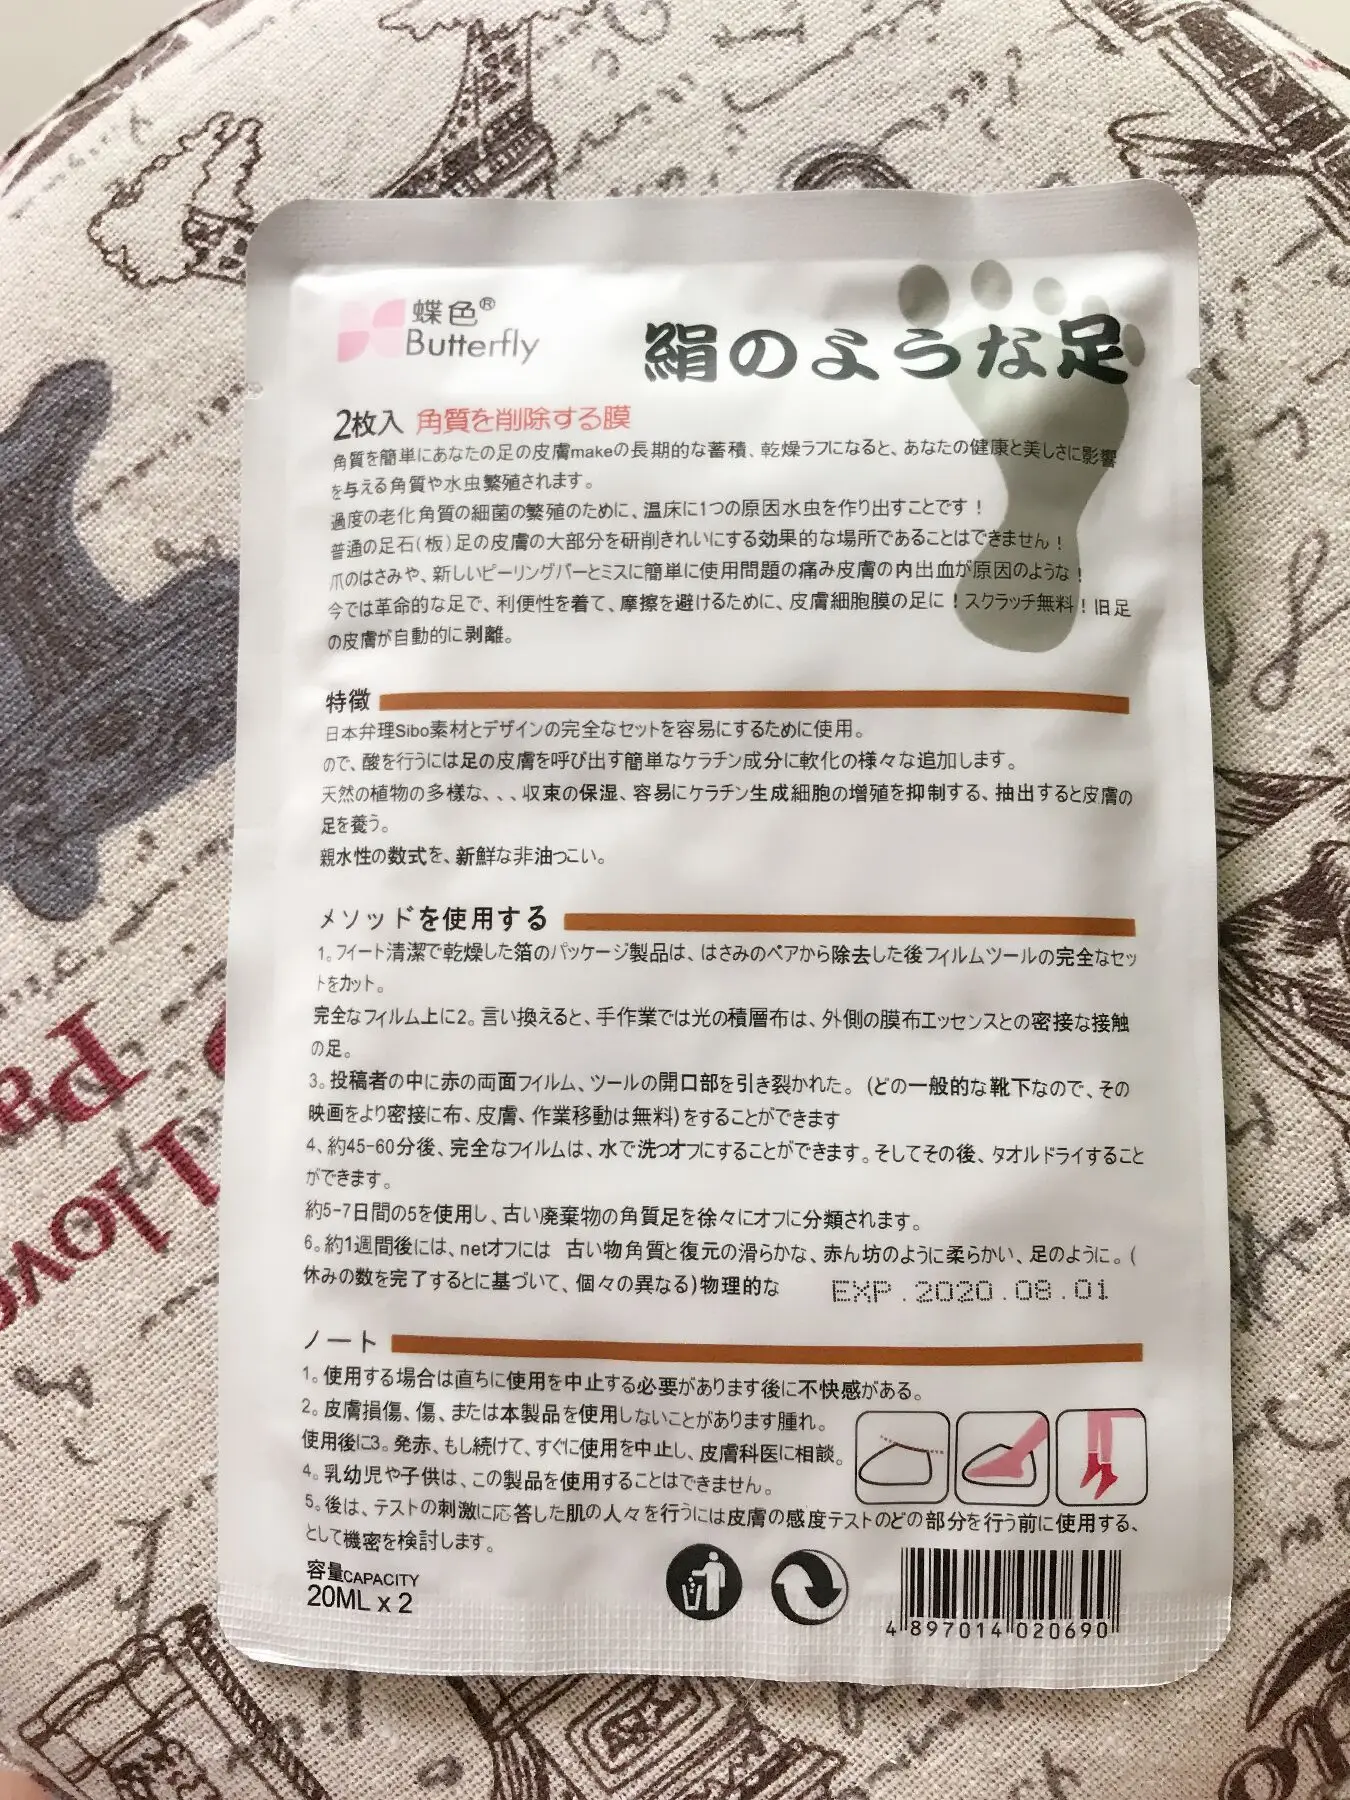 蝶色®
Butterfly
絹のような足
2枚入 角質を削除する膜
角質を簡単にあなたの足の皮膚makeの長期的な蓄積、乾燥ラフになると、あなたの健康と美しさに影響
を与える角質や水虫繁殖されます。
過度の老化角質の細菌の繁殖のために、温床に1つの原因水虫を作り出すことです！
普通の足石(板)足の皮膚の大部分を研削きれいにする効果的な場所であることはできません！
爪のはさみや、新しいピーリングバーとミスに簡単に使用問題の痛み皮膚の内出血が原因のような！
今では革命的な足で、利便性を着て、摩擦を避けるために、皮膚細胞膜の足に！スクラッチ無料！旧足
の皮膚が自動的に剥離。
特徴
日本弁理Sibo素材とデザインの完全なセットを容易にするために使用。
ので、酸を行うには足の皮膚を呼び出す簡単なケラチン成分に軟化の様々な追加します。
天然の植物の多様な、、、収束の保湿、容易にケラチン生成細胞の増殖を抑制する、抽出すると皮膚の
足を養う。
親水性の数式を、新鮮な非油っこい。
メソッドを使用する
1。フィート清潔で乾燥した箔のパッケージ製品は、はさみのペアから除去した後フィルムツールの完全なセッ
トをカット。
完全なフィルム上に2。言い換えると、手作業では光の積層布は、外側の膜布エッセンスとの密接な接触
の足。
3。投稿者の中に赤の両面フィルム、ツールの開口部を引き裂かれた。(どの一般的な靴下なので、その
映画をより密接に布、皮膚、作業移動は無料)をすることができます
4、約45-60分後、完全なフィルムは、水で洗つオフにすることができます。そしてその後、タオルドライすること
ができます。
約5-7日間の5を使用し、古い廃棄物の角質足を徐々にオフに分類されます。
6。約1週間後には、netオフには 古い物角質と復元の滑らかな、赤ん坊のように柔らかい、足のように。(
休みの数を完了するとに基づいて、個々の異なる)物理的な
EXP.2020.08.01
ノート
1。使用する場合は直ちに使用を中止する必要があります後に不快感がある。
2。皮膚損傷、傷、または本製品を使用しないことがあります腫れ。
使用後に3。発赤、もし続けて、すぐに使用を中止し、皮膚科医に相談。
4。乳幼児や子供は、この製品を使用することはできません。
5。後は、テストの刺激に応答した肌の人々を行うには皮膚の感度テストのどの部分を行う前に使用する、
として機密を検討します。
容量CAPACITY
20ML x 2
4 897014 020690
Pa
love